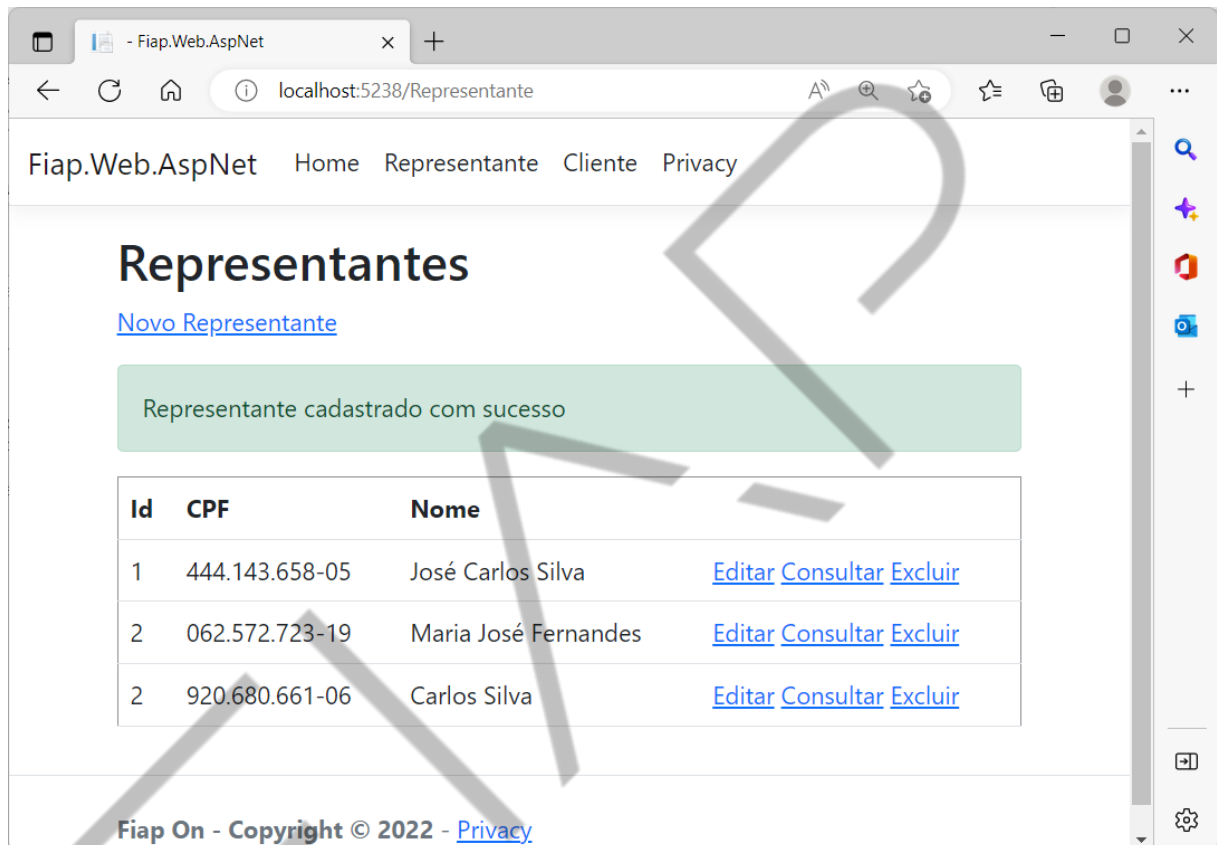 - Fiap.Web.AspNet
localhost:5238/Representante
Fiap.Web.AspNet Home Representante Cliente Privacy
Representantes
Novo Representante
Representante cadastrado com sucesso
Id CPF Nome
1 444.143.658-05 José Carlos Silva Editar Consultar Excluir
2 062.572.723-19 Maria José Fernandes Editar Consultar Excluir
2 920.680.661-06 Carlos Silva Editar Consultar Excluir
Fiap On - Copyright © 2022 - Privacy
FIAP